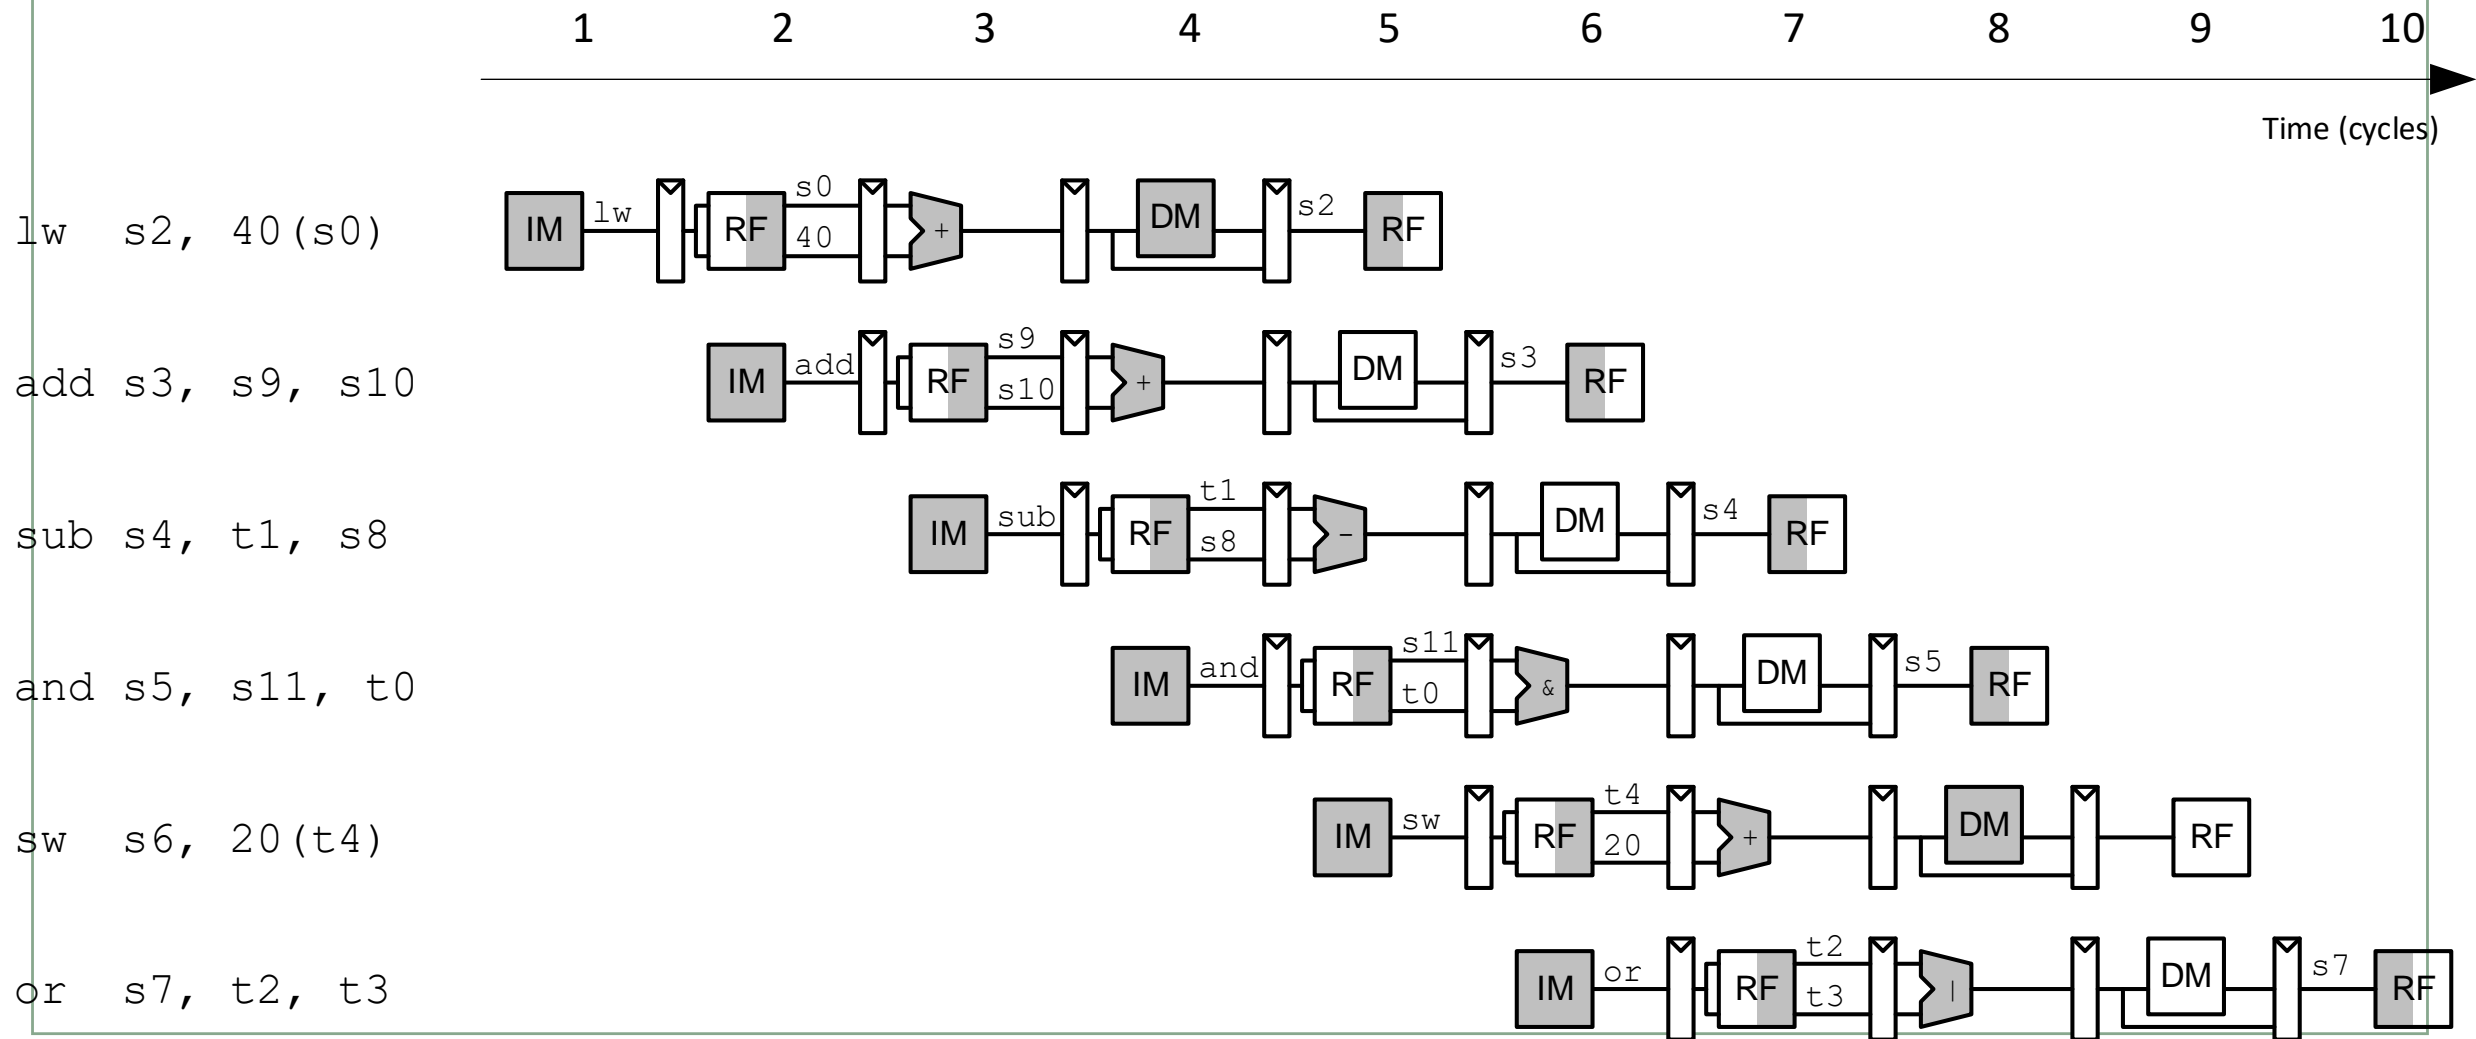 1 2 3 4 5 6 7 8 9 10
Time (cycles)
lw s2, 40(s0) IM lw RF s0 40 + DM s2 RF
add s3, s9, s10 IM add RF s9 s10 + DM s3 RF
sub s4, t1, s8 IM sub RF t1 s8 - DM s4 RF
and s5, s11, t0 IM and RF s11 t0 & DM s5 RF
sw s6, 20(t4) IM sw RF t4 20 + DM RF
or s7, t2, t3 IM or RF t2 t3 | DM s7 RF